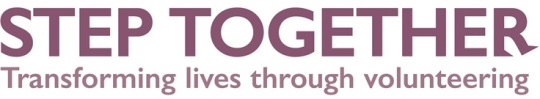 STEP TOGETHER
Transforming lives through volunteering